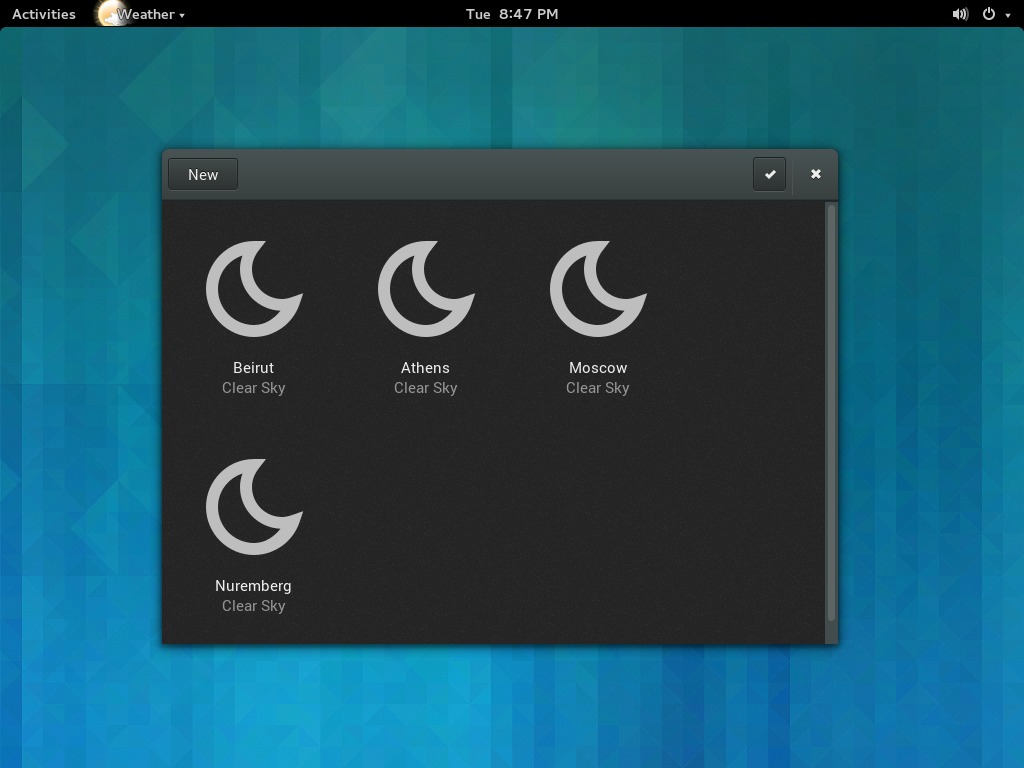 Activities Weather Tue 8:47 PM
New
Beirut Athens Moscow
Clear Sky Clear Sky Clear Sky
Nuremberg
Clear Sky